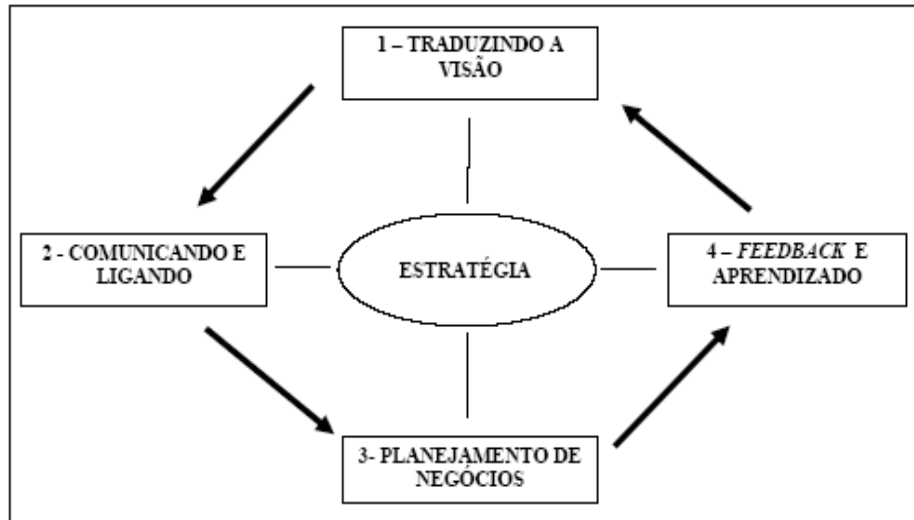 1 – TRADUZINDO A
VISÃO
2 - COMUNICANDO E
LIGANDO
ESTRATÉGIA
4 – FEEDBACK E
APRENDIZADO
3- PLANEJAMENTO DE
NEGÓCIOS